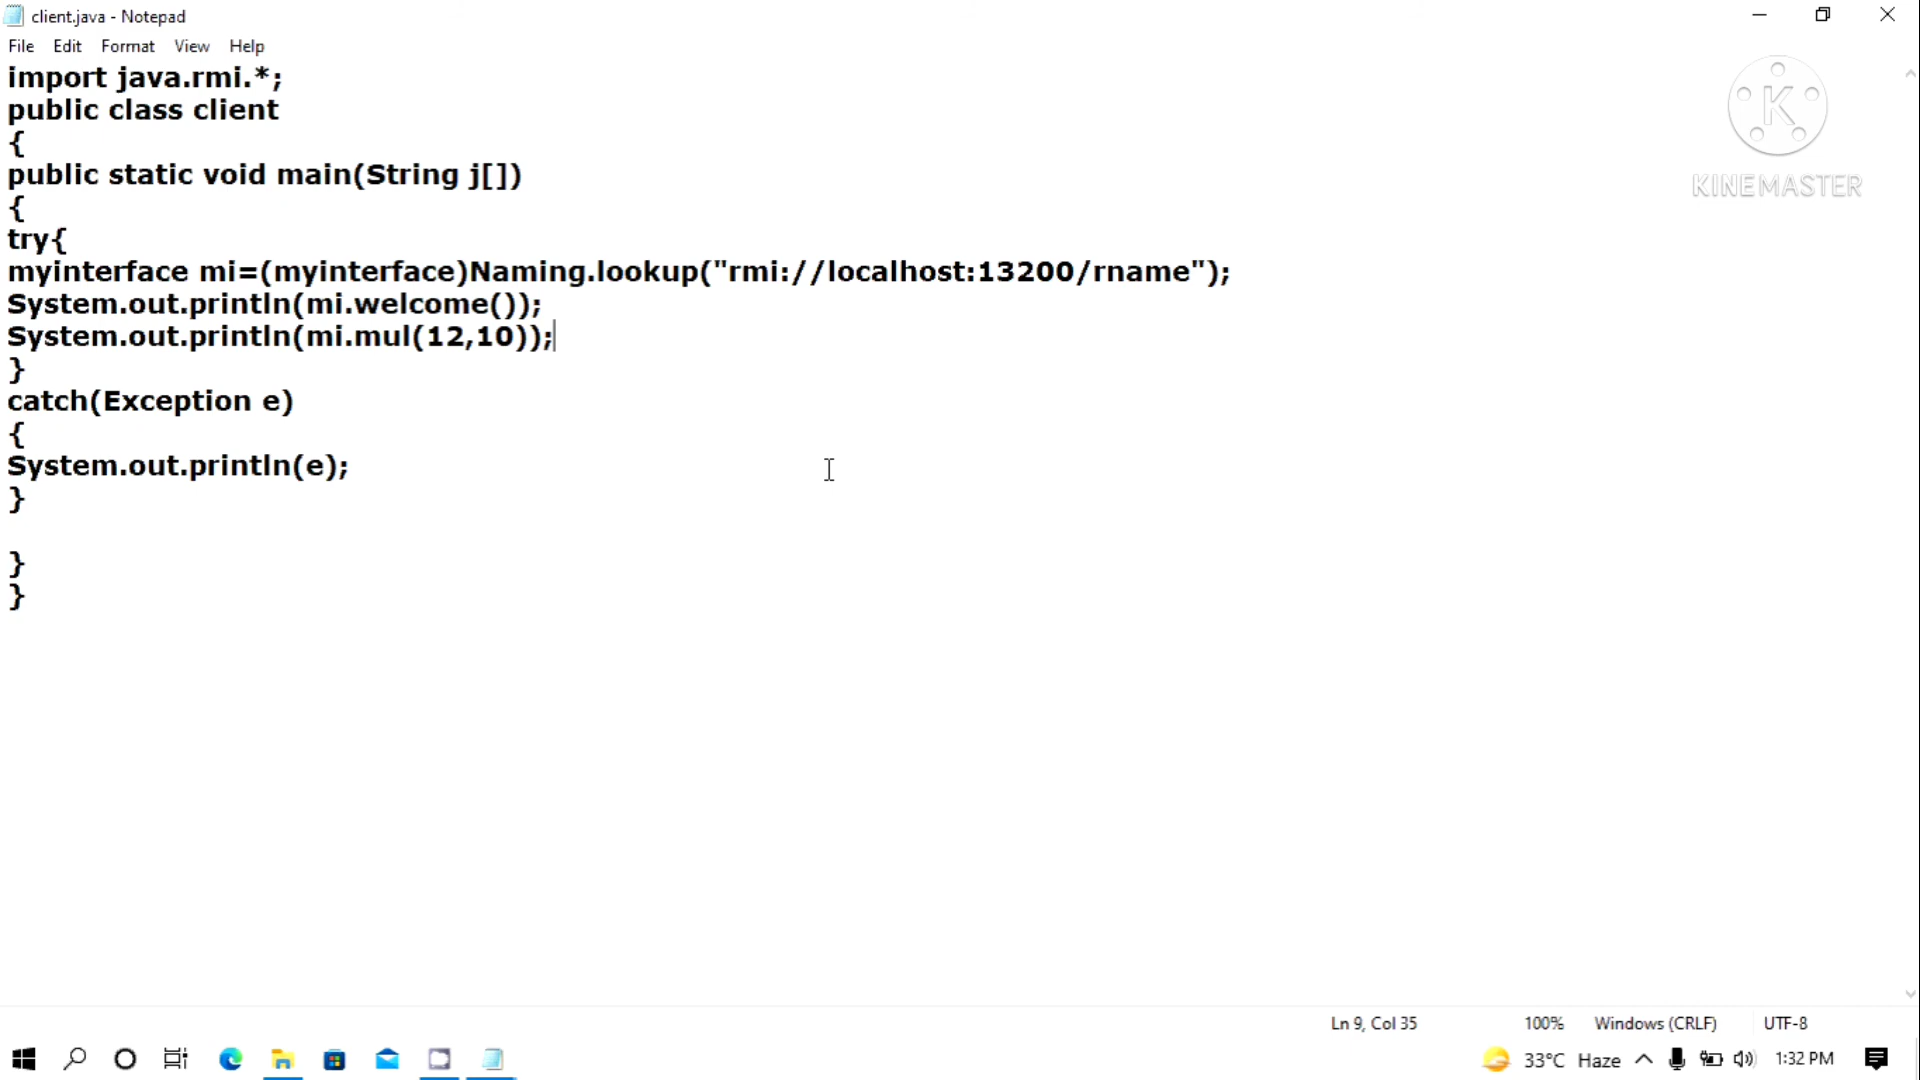 client.java - Notepad
File Edit Format View Help
import java.rmi.*;
public class client
{
public static void main(String j[])
{
try{
myinterface mi=(myinterface)Naming.lookup("rmi://localhost:13200/rname");
System.out.println(mi.welcome());
System.out.println(mi.mul(12,10));
}
catch(Exception e)
{
System.out.println(e);
}
}
}
K
KINEMASTER
Ln 9, Col 35 100% Windows (CRLF) UTF-8
33°C Haze 1:32 PM